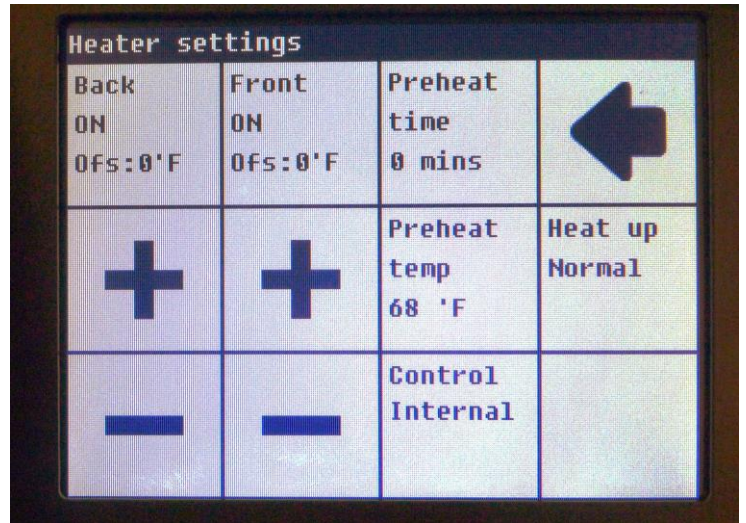 Heater settings
Back
ON
Ofs:0'F
Front
ON
Ofs:0'F
Preheat
time
0 mins
Preheat
temp
68 'F
Heat up
Normal
Control
Internal